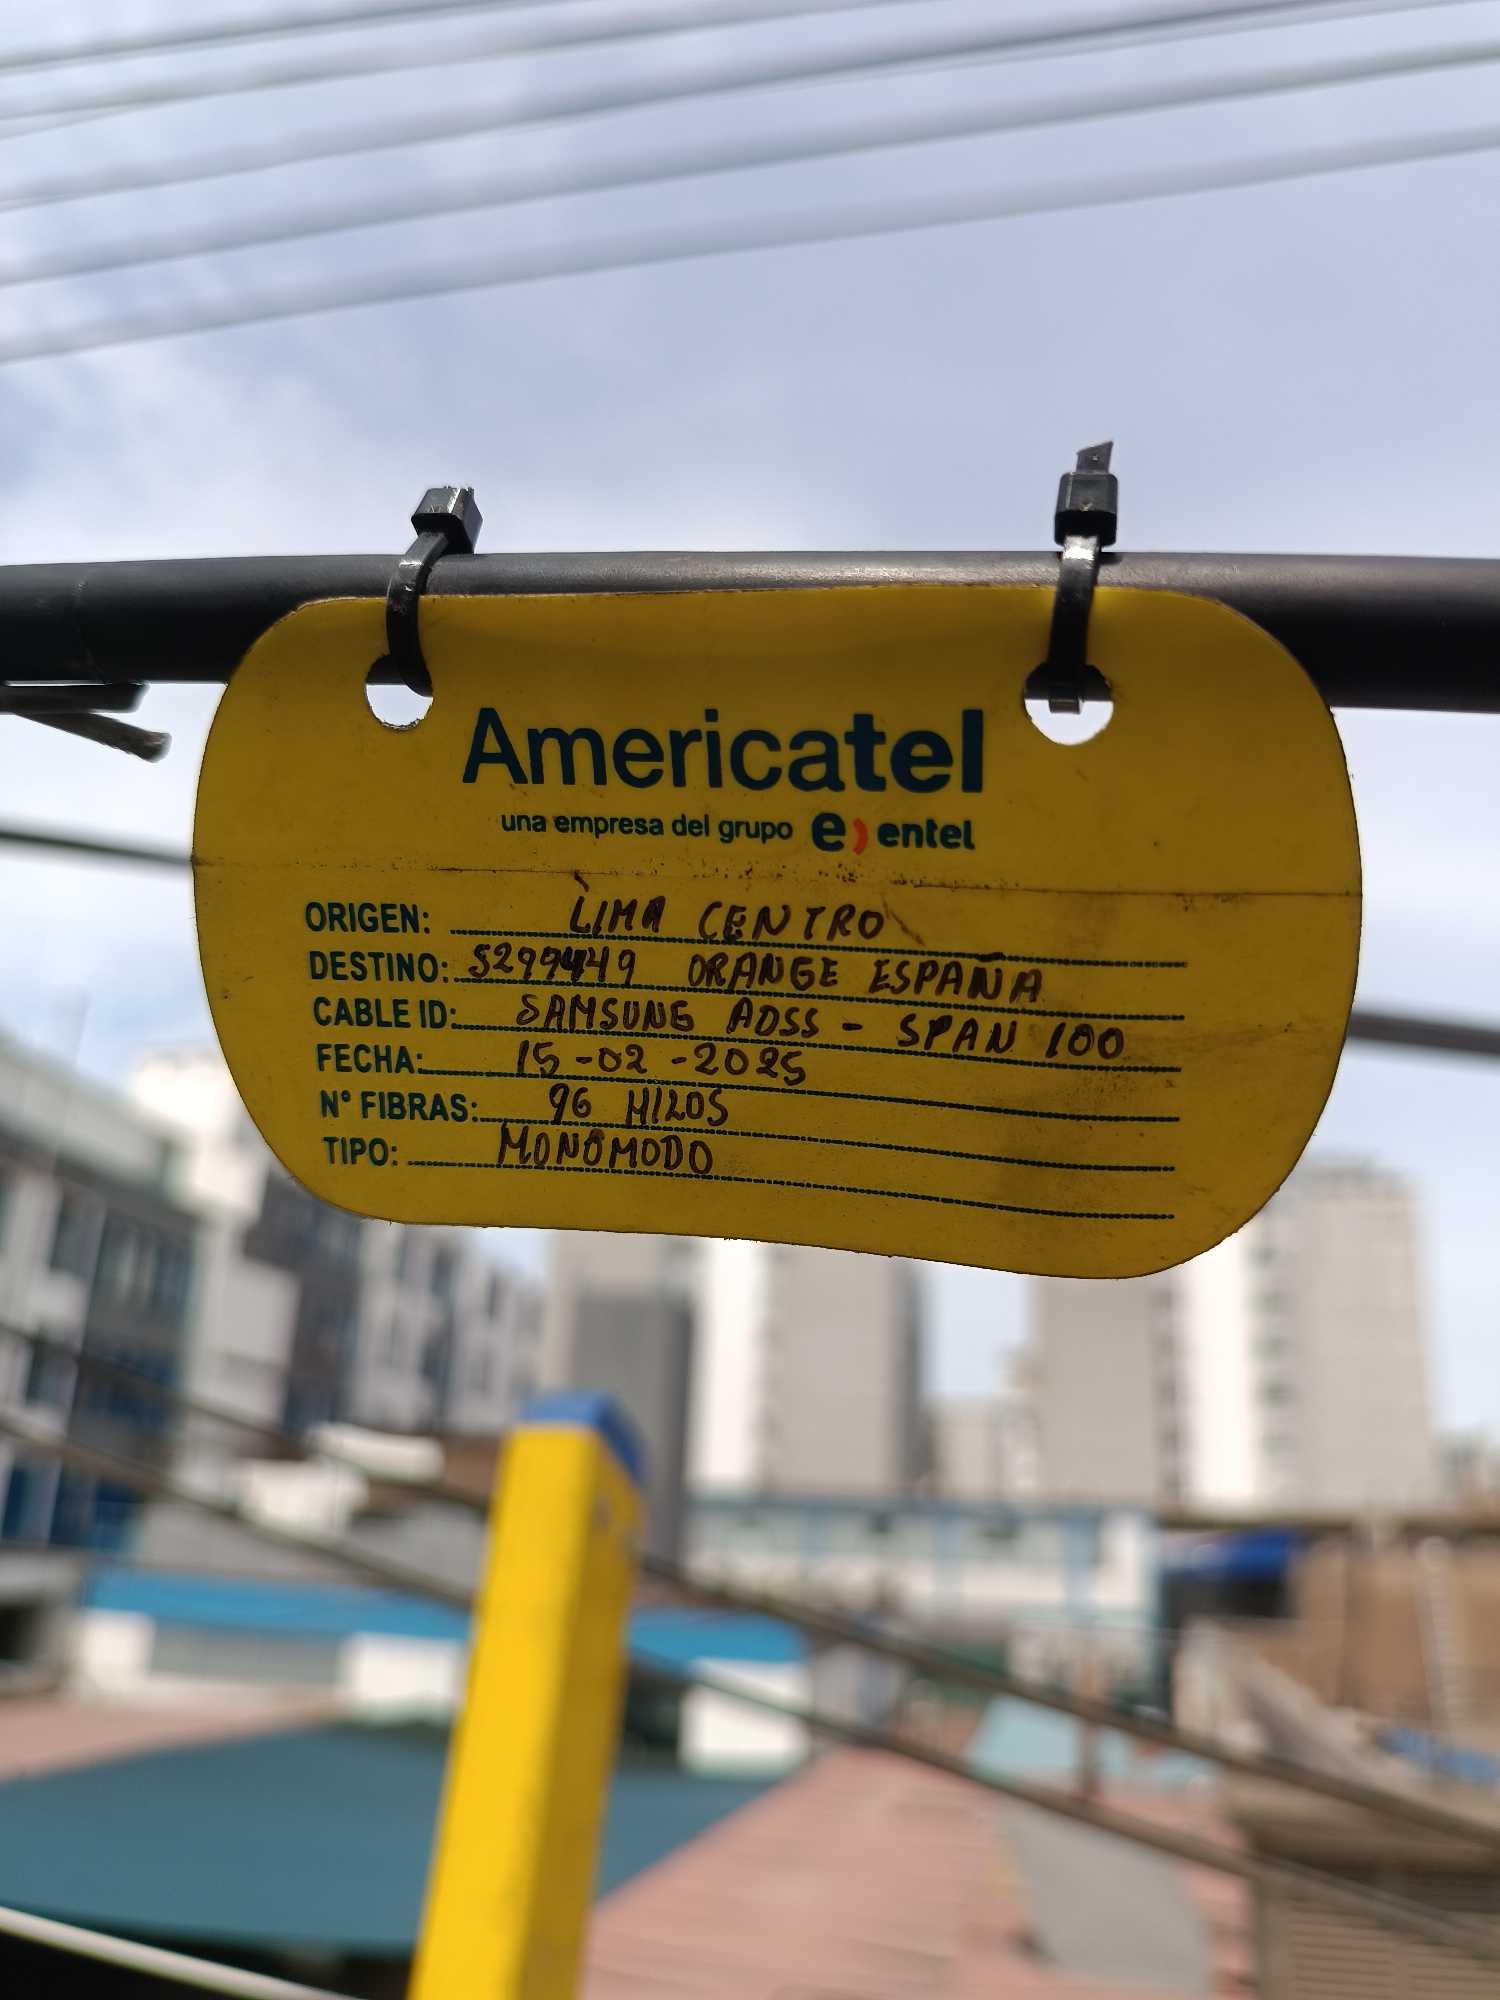 Americatel
una empresa del grupo e) entel
ORIGEN: LIMA CENTRO
DESTINO: 5299449 ORANGE ESPAÑA
CABLE ID: SAMSUNG ADSS - SPAN 100
FECHA: 15-02-2025
N° FIBRAS: 96 HILOS
TIPO: MONOMODO